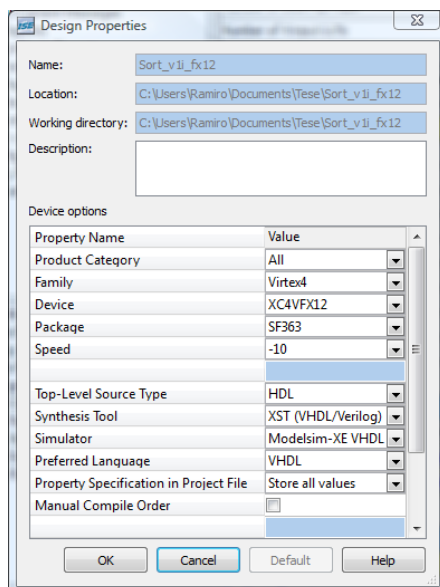 ISE Design Properties
Name: Sort_v1i_fx12
Location: C:\Users\Ramiro\Documents\Tese\Sort_v1i_fx12
Working directory: C:\Users\Ramiro\Documents\Tese\Sort_v1i_fx12
Description:
Device options
Property Name Value
Product Category All
Family Virtex4
Device XC4VFX12
Package SF363
Speed -10
Top-Level Source Type HDL
Synthesis Tool XST (VHDL/Verilog)
Simulator Modelsim-XE VHDL
Preferred Language VHDL
Property Specification in Project File Store all values
Manual Compile Order
OK Cancel Default Help